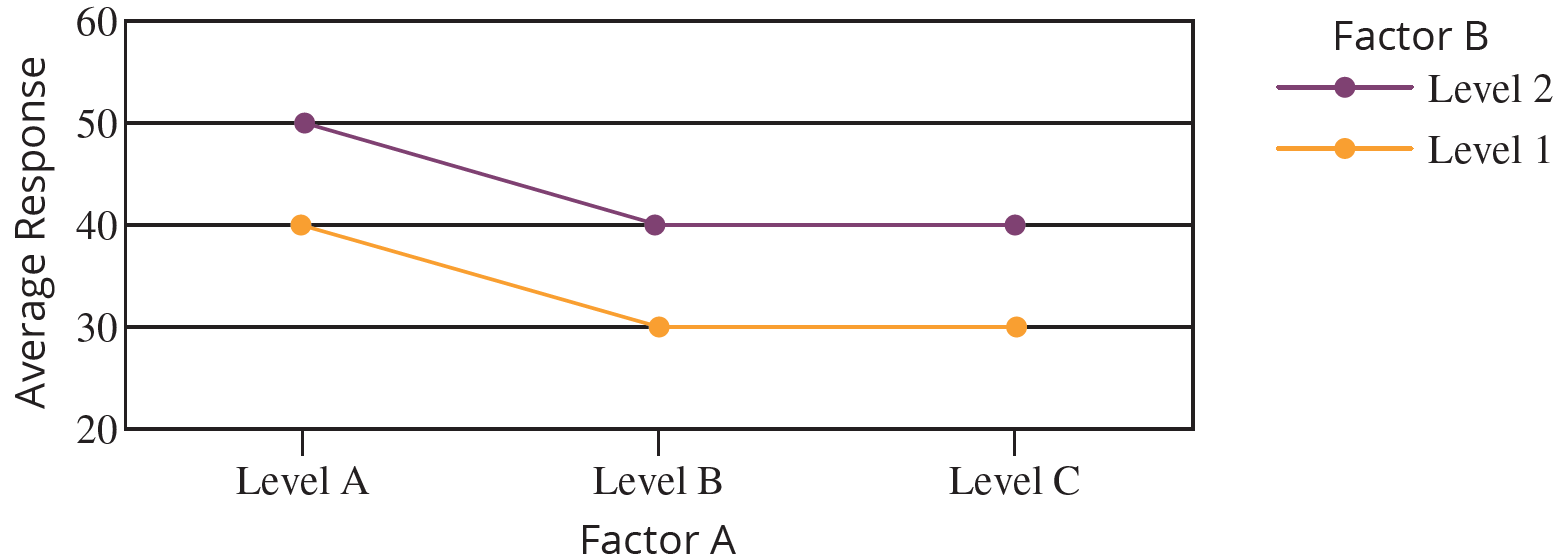 60
50
40
30
20
Average Response
Level A
Level B
Level C
Factor A
Factor B
Level 2
Level 1